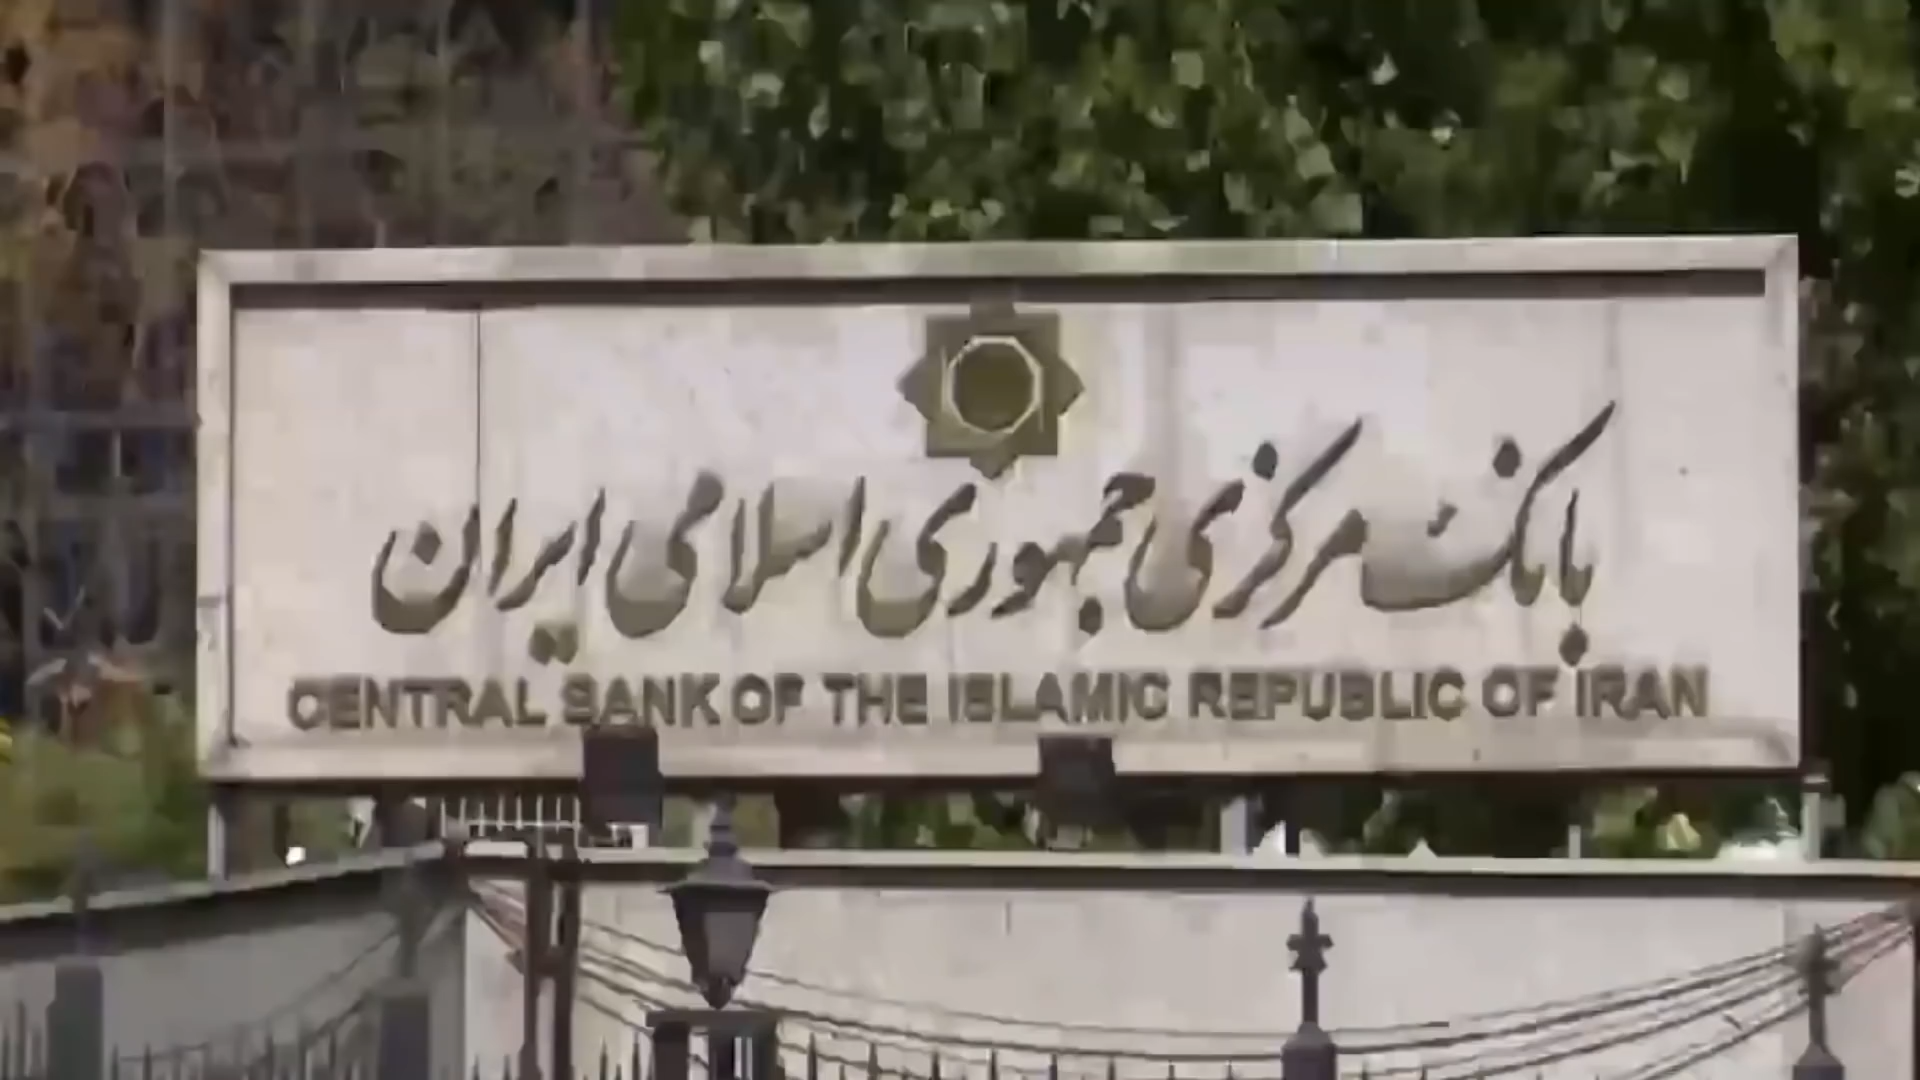 بانک مرکزی جمهوری اسلامی ایران
CENTRAL BANK OF THE ISLAMIC REPUBLIC OF IRAN